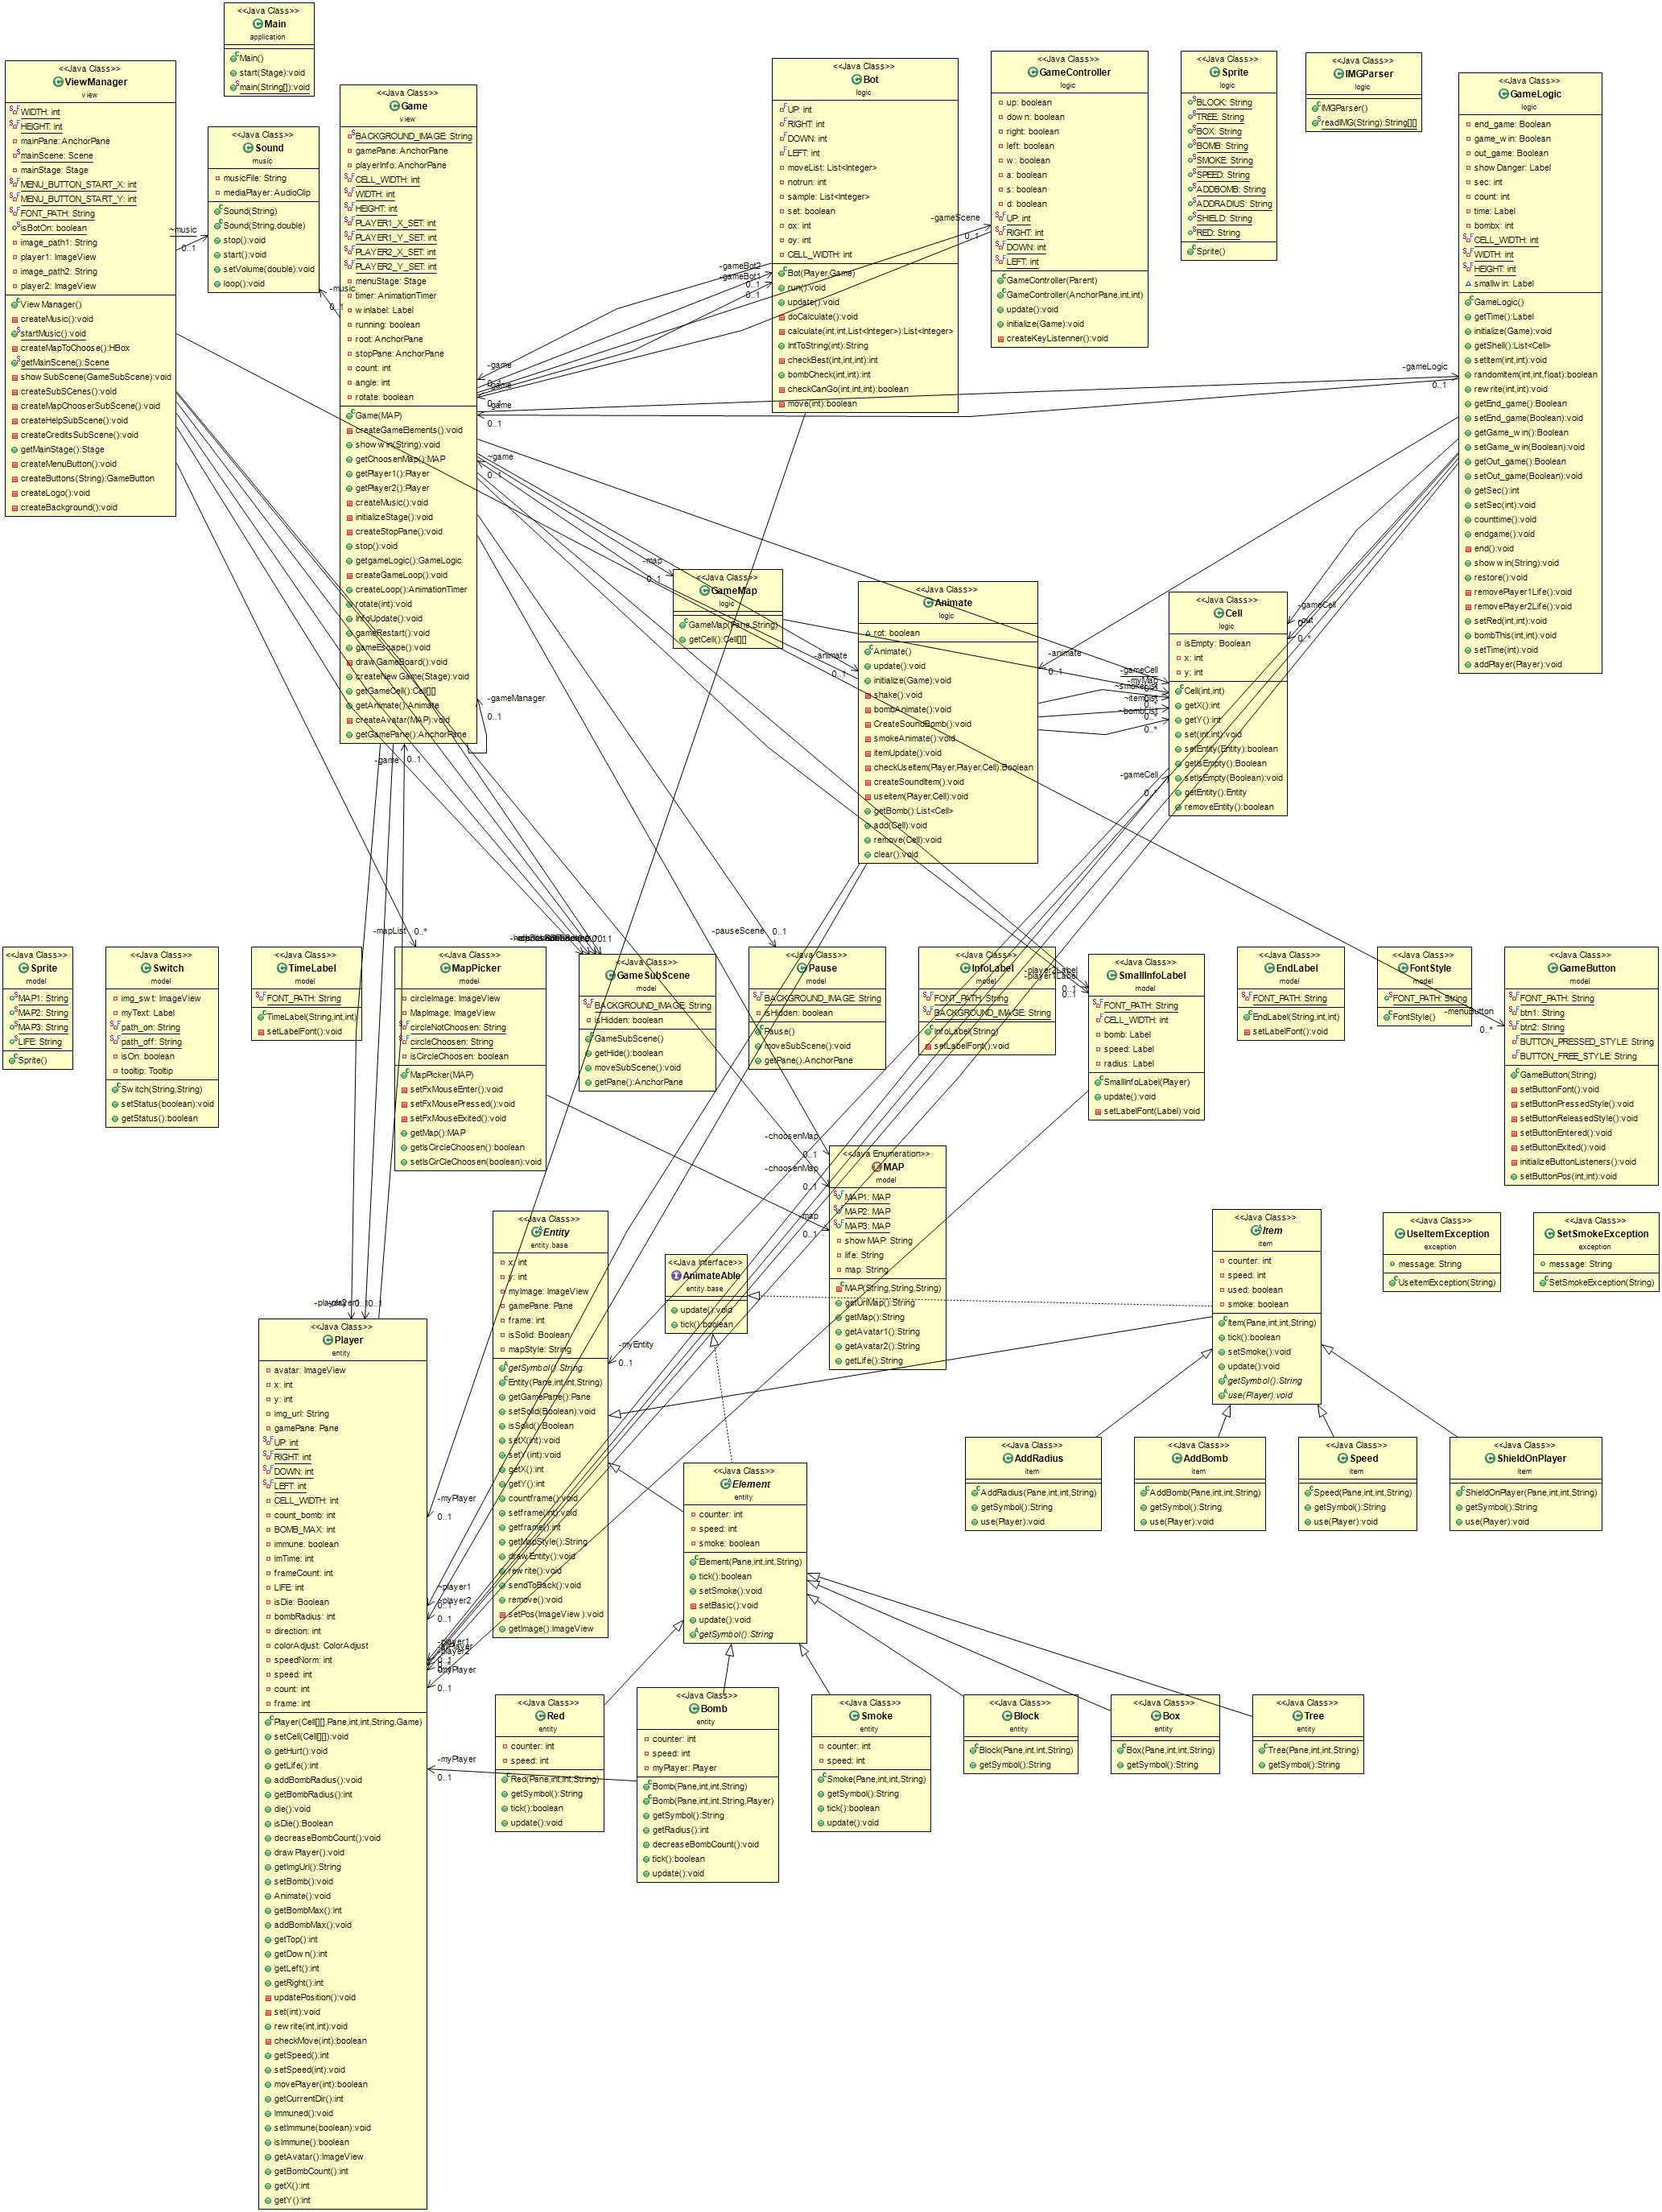 <<Java Class>>
Main
application
Main()
start(Stage):void
main(String[]):void
<<Java Class>>
ViewManager
view
WIDTH: int
HEIGHT: int
mainPane: AnchorPane
mainScene: Scene
mainStage: Stage
MENU_BUTTON_START_X: int
MENU_BUTTON_START_Y: int
FONT_PATH: String
isBotOn: boolean
image_path1: String
player1: ImageView
image_path2: String
player2: ImageView
ViewManager()
createMusic():void
startMusic():void
createMapToChoose():HBox
getMainScene():Scene
showSubScene(GameSubScene):void
createSubSCenes():void
createMapChooserSubScene():void
createHelpSubScene():void
createCreditsSubScene():void
getMainStage():Stage
createMenuButton():void
createButtons(String):GameButton
createLogo():void
createBackground():void
<<Java Class>>
Sound
music
musicFile: String
mediaPlayer: AudioClip
Sound(String)
Sound(String,double)
stop():void
start():void
setVolume(double):void
loop():void
~music
0..1
-music
0..1
<<Java Class>>
Game
view
BACKGROUND_IMAGE: String
gamePane: AnchorPane
playerInfo: AnchorPane
CELL_WIDTH: int
WIDTH: int
HEIGHT: int
PLAYER1_X_SET: int
PLAYER1_Y_SET: int
PLAYER2_X_SET: int
PLAYER2_Y_SET: int
menuStage: Stage
timer: AnimationTimer
winlabel: Label
running: boolean
root: AnchorPane
stopPane: AnchorPane
count: int
angle: int
rotate: boolean
Game(MAP)
createGameElements():void
showwin(String):void
getChoosenMap():MAP
getPlayer1():Player
getPlayer2():Player
createMusic():void
initializeStage():void
createStopPane():void
stop():void
getgameLogic():GameLogic
createGameLoop():void
createLoop():AnimationTimer
rotate(int):void
infoUpdate():void
gameRestart():void
gameEscape():void
drawGameBoard():void
createNewGame(Stage):void
getGameCell():Cell[][]
getAnimate():Animate
createAvatar(MAP):void
getGamePane():AnchorPane
<<Java Class>>
Bot
logic
UP: int
RIGHT: int
DOWN: int
LEFT: int
moveList: List<Integer>
notrun: int
sample: List<Integer>
set: boolean
ox: int
oy: int
CELL_WIDTH: int
Bot(Player,Game)
run():void
update():void
doCalculate():void
calculate(int,int,List<Integer>):List<Integer>
IntToString(int):String
checkBest(int,int,int):int
bombCheck(int,int):int
checkCanGo(int,int,int):boolean
move(int):boolean
<<Java Class>>
GameController
logic
up: boolean
down: boolean
right: boolean
left: boolean
w: boolean
a: boolean
s: boolean
d: boolean
UP: int
RIGHT: int
DOWN: int
LEFT: int
GameController(Parent)
GameController(AnchorPane,int,int)
update():void
initialize(Game):void
createKeyListenner():void
<<Java Class>>
Sprite
logic
BLOCK: String
TREE: String
BOX: String
BOMB: String
SMOKE: String
SPEED: String
ADDBOMB: String
ADDRADIUS: String
SHIELD: String
RED: String
Sprite()
<<Java Class>>
IMGParser
logic
IMGParser()
readIMG(String):String[][]
<<Java Class>>
GameLogic
logic
end_game: Boolean
game_win: Boolean
out_game: Boolean
showDanger: Label
sec: int
count: int
time: Label
bombx: int
CELL_WIDTH: int
WIDTH: int
HEIGHT: int
smallwin: Label
GameLogic()
getTime():Label
initialize(Game):void
getShell():List<Cell>
setItem(int,int):void
randomItem(int,int,float):boolean
rewrite(int,int):void
getEnd_game():Boolean
setEnd_game(Boolean):void
getGame_win():Boolean
setGame_win(Boolean):void
getOut_game():Boolean
setOut_game(Boolean):void
getSec():int
setSec(int):void
counttime():void
endgame():void
end():void
showwin(String):void
restore():void
removePlayer1Life():void
removePlayer2Life():void
setRed(int,int):void
bombThis(int,int):void
setTime(int):void
addPlayer(Player):void
-gameScene
0..1
-gameBot2
-gameBot1
0..1
0..1
-game
-game
-game
0..1
-gameLogic
0..1
~game
0..1
-gameManager
0..1
-game
0..1
-map
0..1
<<Java Class>>
GameMap
logic
GameMap(Pane,String)
getCell():Cell[][]
<<Java Class>>
Animate
logic
rot: boolean
Animate()
update():void
initialize(Game):void
shake():void
bombAnimate():void
CreateSoundBomb():void
smokeAnimate():void
itemUpdate():void
checkUseItem(Player,Player,Cell):Boolean
createSoundItem():void
useItem(Player,Cell):void
getBomb():List<Cell>
add(Cell):void
remove(Cell):void
clear():void
<<Java Class>>
Cell
logic
isEmpty: Boolean
x: int
y: int
Cell(int,int)
getX():int
getY():int
set(int,int):void
setEntity(Entity):boolean
getIsEmpty():Boolean
setIsEmpty(Boolean):void
getEntity():Entity
removeEntity():boolean
-animate
0..1
-animate
0..1
-gameCell
-myMap
~smokeList
~itemList
0..*
~bombList
0..*
-gameCell
0..*
-gameCell
-put
0..*
<<Java Class>>
Sprite
model
MAP1: String
MAP2: String
MAP3: String
LIFE: String
Sprite()
<<Java Class>>
Switch
model
img_swt: ImageView
myText: Label
path_on: String
path_off: String
isOn: boolean
tooltip: Tooltip
Switch(String,String)
setStatus(boolean):void
getStatus():boolean
<<Java Class>>
TimeLabel
model
FONT_PATH: String
TimeLabel(String,int,int)
setLabelFont():void
-mapList
0..*
<<Java Class>>
MapPicker
model
circleImage: ImageView
MapImage: ImageView
circleNotChoosen: String
circleChoosen: String
isCircleChoosen: boolean
MapPicker(MAP)
setFxMouseEnter():void
setFxMousePressed():void
setFxMouseExited():void
getMap():MAP
getIsCircleChoosen():boolean
setIsCirCleChoosen(boolean):void
<<Java Class>>
GameSubScene
model
BACKGROUND_IMAGE: String
isHidden: boolean
GameSubScene()
getHide():boolean
moveSubScene():void
getPane():AnchorPane
-pauseScene
0..1
<<Java Class>>
Pause
model
BACKGROUND_IMAGE: String
isHidden: boolean
Pause()
moveSubScene():void
getPane():AnchorPane
<<Java Class>>
InfoLabel
model
FONT_PATH: String
BACKGROUND_IMAGE: String
InfoLabel(String)
setLabelFont():void
-player2Label
-player1Label
0..1
0..1
<<Java Class>>
SmallInfoLabel
model
FONT_PATH: String
CELL_WIDTH: int
bomb: Label
speed: Label
radius: Label
SmallInfoLabel(Player)
update():void
setLabelFont(Label):void
<<Java Class>>
EndLabel
model
FONT_PATH: String
EndLabel(String,int,int)
setLabelFont():void
<<Java Class>>
FontStyle
model
FONT_PATH: String
FontStyle()
-menuButton
0..*
<<Java Class>>
GameButton
model
FONT_PATH: String
btn1: String
btn2: String
BUTTON_PRESSED_STYLE: String
BUTTON_FREE_STYLE: String
GameButton(String)
setButtonFont():void
setButtonPressedStyle():void
setButtonReleasedStyle():void
setButtonEntered():void
setButtonExited():void
initializeButtonListeners():void
setButtonPos(int,int):void
-choosenMap
0..1
-choosenMap
0..1
-map
0..1
<<Java Enumeration>>
MAP
model
MAP1: MAP
MAP2: MAP
MAP3: MAP
showMAP: String
life: String
map: String
MAP(String,String,String)
getUrlMap():String
getMap():String
getAvatar1():String
getAvatar2():String
getLife():String
<<Java Class>>
Entity
entity.base
x: int
y: int
myImage: ImageView
gamePane: Pane
frame: int
isSolid: Boolean
mapStyle: String
getSymbol():String
Entity(Pane,int,int,String)
getGamePane():Pane
setSolid(Boolean):void
isSolid():Boolean
setX(int):void
setY(int):void
getX():int
getY():int
countframe():void
setframe(int):void
getframe():int
getMapStyle():String
drawEntity():void
rewrite():void
sendToBack():void
remove():void
setPos(ImageView):void
getImage():ImageView
<<Java Interface>>
AnimateAble
entity.base
update():void
tick():boolean
-myEntity
0..1
<<Java Class>>
Item
item
counter: int
speed: int
used: boolean
smoke: boolean
Item(Pane,int,int,String)
tick():boolean
setSmoke():void
update():void
getSymbol():String
use(Player):void
<<Java Class>>
UseItemException
exception
message: String
UseItemException(String)
<<Java Class>>
SetSmokeException
exception
message: String
SetSmokeException(String)
<<Java Class>>
Player
entity
avatar: ImageView
x: int
y: int
img_url: String
gamePane: Pane
UP: int
RIGHT: int
DOWN: int
LEFT: int
CELL_WIDTH: int
count_bomb: int
BOMB_MAX: int
immune: boolean
imTime: int
frameCount: int
LIFE: int
isDie: Boolean
bombRadius: int
direction: int
colorAdjust: ColorAdjust
speedNorm: int
speed: int
count: int
frame: int
Player(Cell[][],Pane,int,int,String,Game)
setCell(Cell[][]):void
getHurt():void
getLife():int
addBombRadius():void
getBombRadius():int
die():void
isDie():Boolean
decreaseBombCount():void
drawPlayer():void
getImgUrl():String
setBomb():void
Animate():void
getBombMax():int
addBombMax():void
getTop():int
getDown():int
getLeft():int
getRight():int
updatePosition():void
set(int):void
rewrite(int,int):void
checkMove(int):boolean
getSpeed():int
setSpeed(int):void
movePlayer(int):boolean
getCurrentDir():int
Immuned():void
setImmune(boolean):void
isImmune():boolean
getAvatar():ImageView
getBombCount():int
getX():int
getY():int
-myPlayer
0..1
~player1
0..1
~player2
0..1
-player1
-player2
0..1
-myPlayer
0..1
-myPlayer
0..1
<<Java Class>>
Element
entity
counter: int
speed: int
smoke: boolean
Element(Pane,int,int,String)
tick():boolean
setSmoke():void
setBasic():void
update():void
getSymbol():String
<<Java Class>>
AddRadius
item
AddRadius(Pane,int,int,String)
getSymbol():String
use(Player):void
<<Java Class>>
AddBomb
item
AddBomb(Pane,int,int,String)
getSymbol():String
use(Player):void
<<Java Class>>
Speed
item
Speed(Pane,int,int,String)
getSymbol():String
use(Player):void
<<Java Class>>
ShieldOnPlayer
item
ShieldOnPlayer(Pane,int,int,String)
getSymbol():String
use(Player):void
<<Java Class>>
Red
entity
counter: int
speed: int
Red(Pane,int,int,String)
getSymbol():String
tick():boolean
update():void
<<Java Class>>
Bomb
entity
counter: int
speed: int
myPlayer: Player
Bomb(Pane,int,int,String)
Bomb(Pane,int,int,String,Player)
getSymbol():String
getRadius():int
decreaseBombCount():void
tick():boolean
update():void
<<Java Class>>
Smoke
entity
counter: int
speed: int
Smoke(Pane,int,int,String)
getSymbol():String
tick():boolean
update():void
<<Java Class>>
Block
entity
Block(Pane,int,int,String)
getSymbol():String
<<Java Class>>
Box
entity
Box(Pane,int,int,String)
getSymbol():String
<<Java Class>>
Tree
entity
Tree(Pane,int,int,String)
getSymbol():String